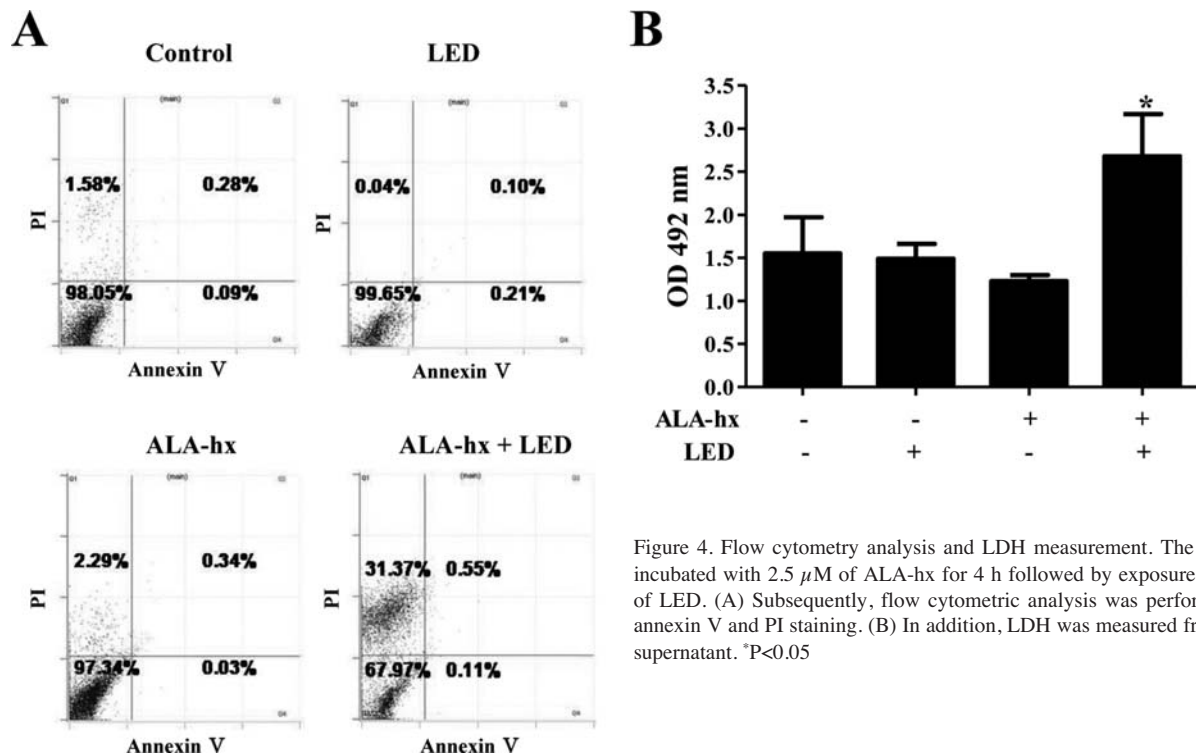 A
Control
LED
(main)
(main)
1.58%
0.28%
0.04%
0.10%
PI
PI
98.05%
0.09%
99.65%
0.21%
Annexin V
Annexin V
ALA-hx
ALA-hx + LED
(main)
(main)
2.29%
0.34%
31.37%
0.55%
PI
PI
97.34%
0.03%
67.97%
0.11%
Annexin V
Annexin V
B
3.5
3.0
2.5
2.0
1.5
1.0
0.5
0.0
OD 492 nm
*
ALA-hx - - + +
LED - + - +
Figure 4. Flow cytometry analysis and LDH measurement. The
incubated with 2.5 µM of ALA-hx for 4 h followed by exposure
of LED. (A) Subsequently, flow cytometric analysis was perfor
annexin V and PI staining. (B) In addition, LDH was measured fr
supernatant. *P<0.05